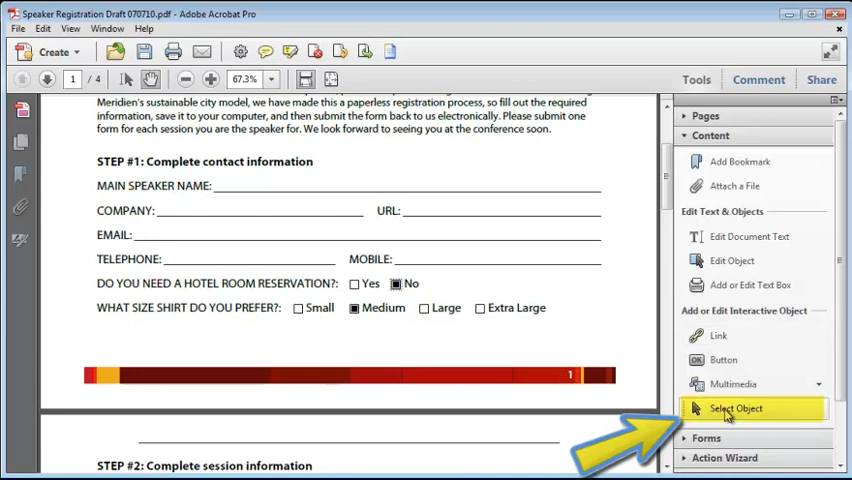 Speaker Registration Draft 070710.pdf - Adobe Acrobat Pro
File Edit View Window Help
Create
1 / 4 67.3% Tools Comment Share
Meridien's sustainable city model, we have made this a paperless registration process, so fill out the required
information, save it to your computer, and then submit the form back to us electronically. Please submit one
form for each session you are the speaker for. We look forward to seeing you at the conference soon.
STEP #1: Complete contact information
MAIN SPEAKER NAME:
COMPANY: URL:
EMAIL:
TELEPHONE: MOBILE:
DO YOU NEED A HOTEL ROOM RESERVATION?: Yes No
WHAT SIZE SHIRT DO YOU PREFER?: Small Medium Large Extra Large
1
STEP #2: Complete session information
Pages
Content
Add Bookmark
Attach a File
Edit Text & Objects
Edit Document Text
Edit Object
Add or Edit Text Box
Add or Edit Interactive Object
Link
OK Button
Multimedia
Select Object
Forms
Action Wizard